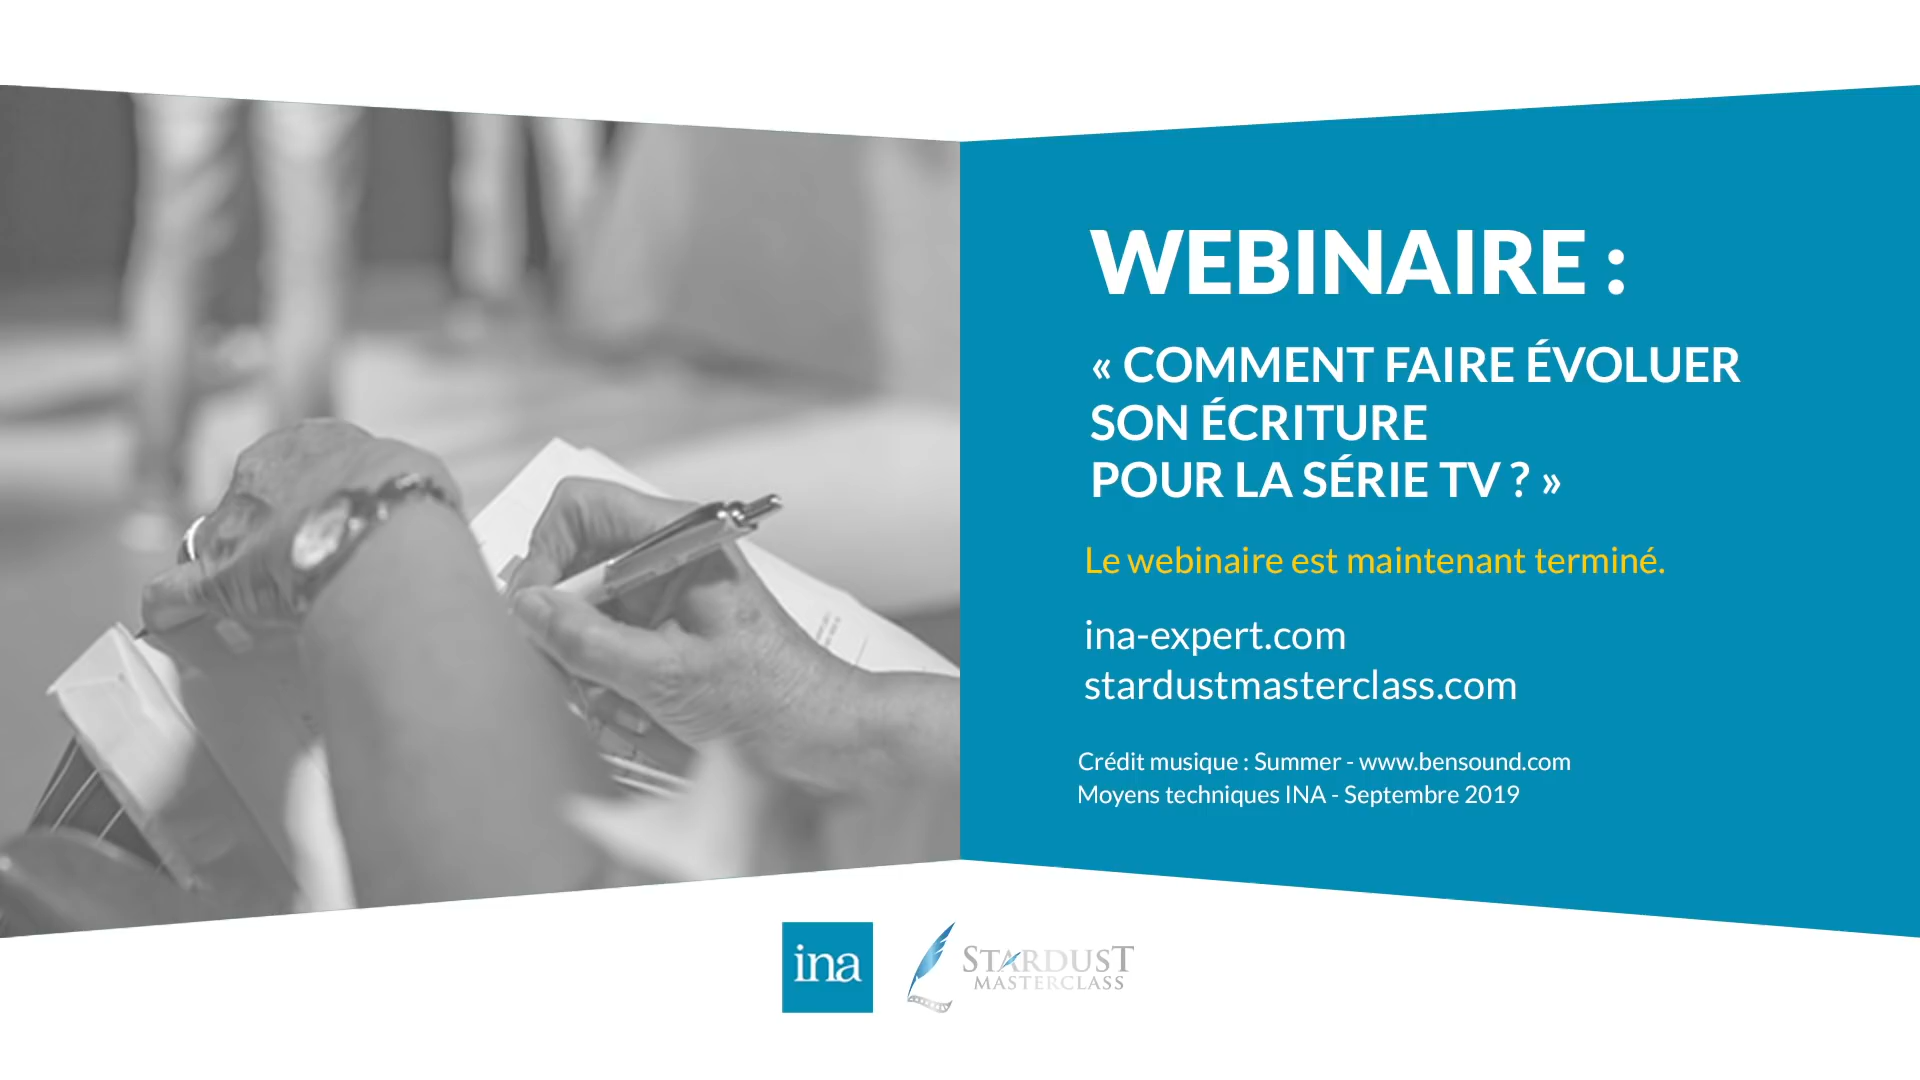 WEBINAIRE :
« COMMENT FAIRE ÉVOLUER
SON ÉCRITURE
POUR LA SÉRIE TV ? »
Le webinaire est maintenant terminé.
ina-expert.com
stardustmasterclass.com
Crédit musique : Summer - www.bensound.com
Moyens techniques INA - Septembre 2019
ina
STARDUST
MASTERCLASS